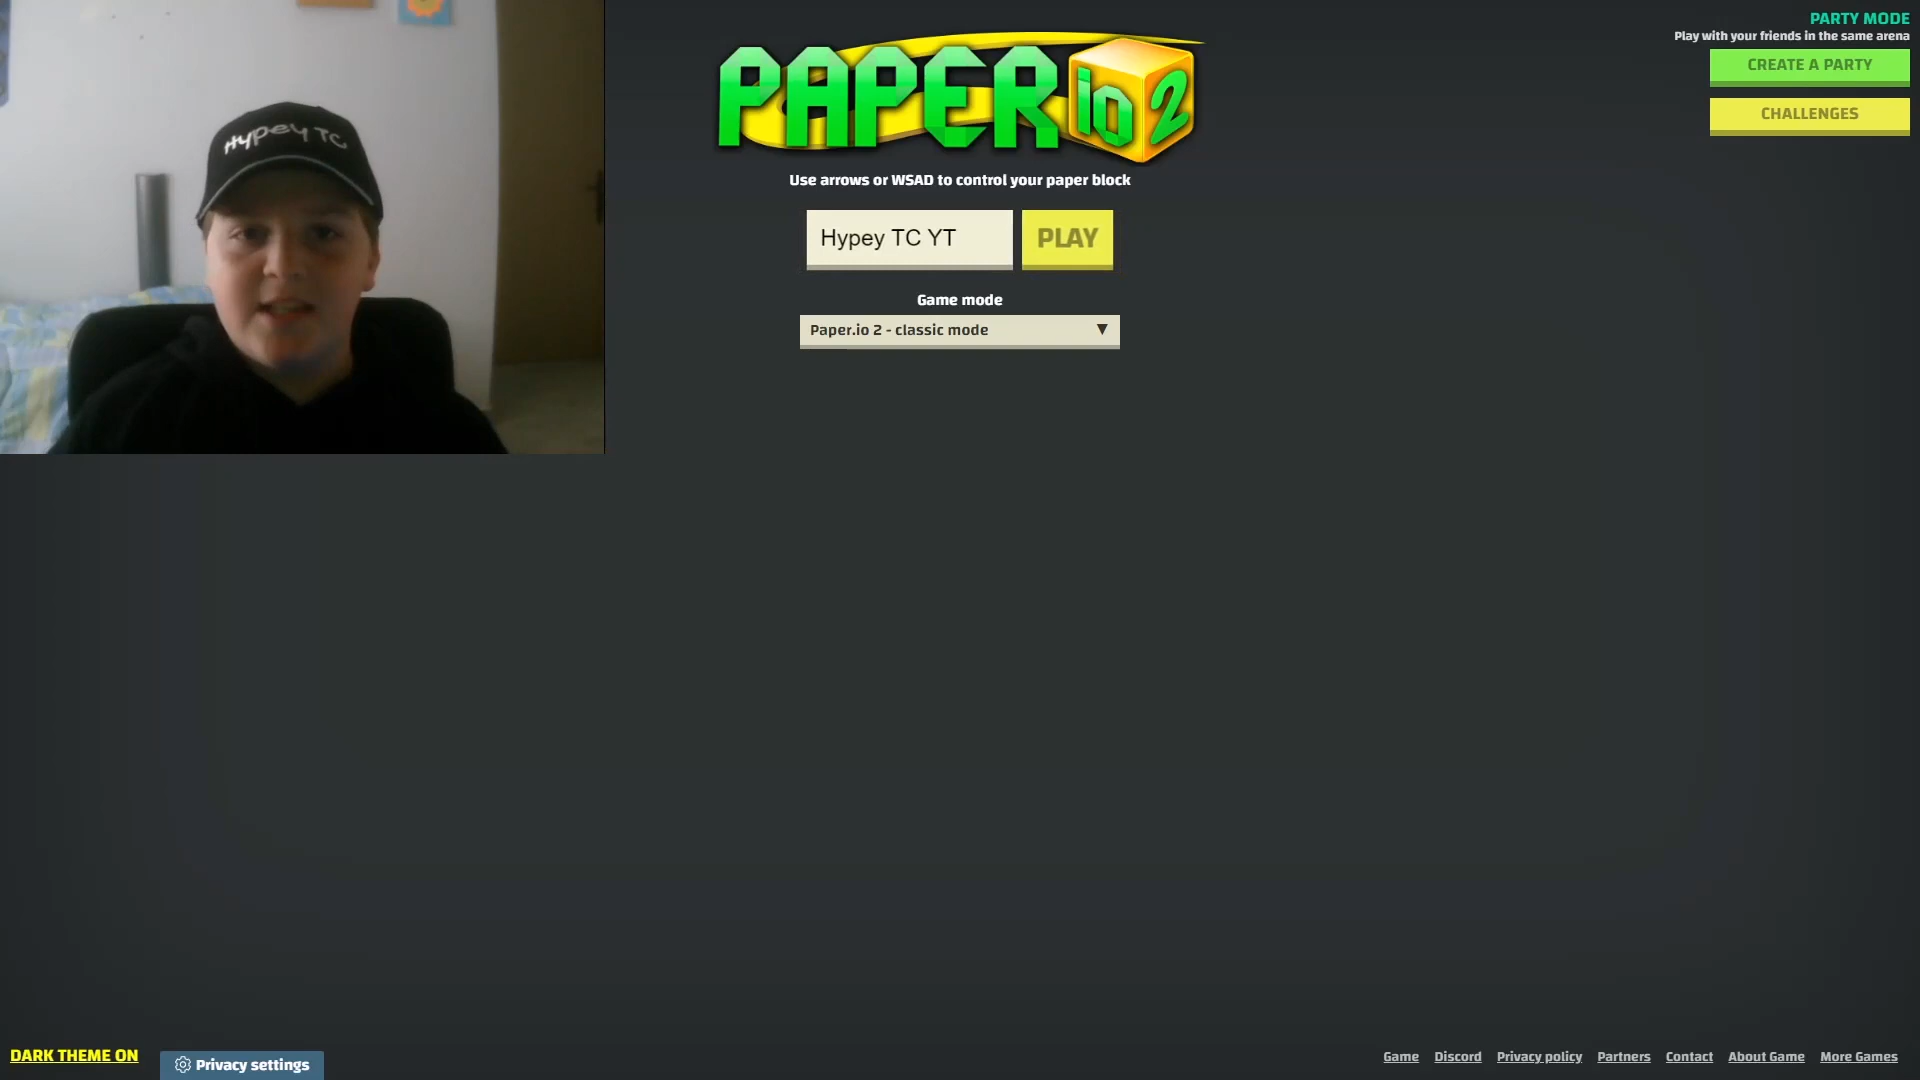 Hypey TC
PAPER io 2
Use arrows or WSAD to control your paper block
Hypey TC YT
PLAY
Game mode
Paper.io 2 - classic mode
PARTY MODE
Play with your friends in the same arena
CREATE A PARTY
CHALLENGES
DARK THEME ON
Privacy settings
Game
Discord
Privacy policy
Partners
Contact
About Game
More Games